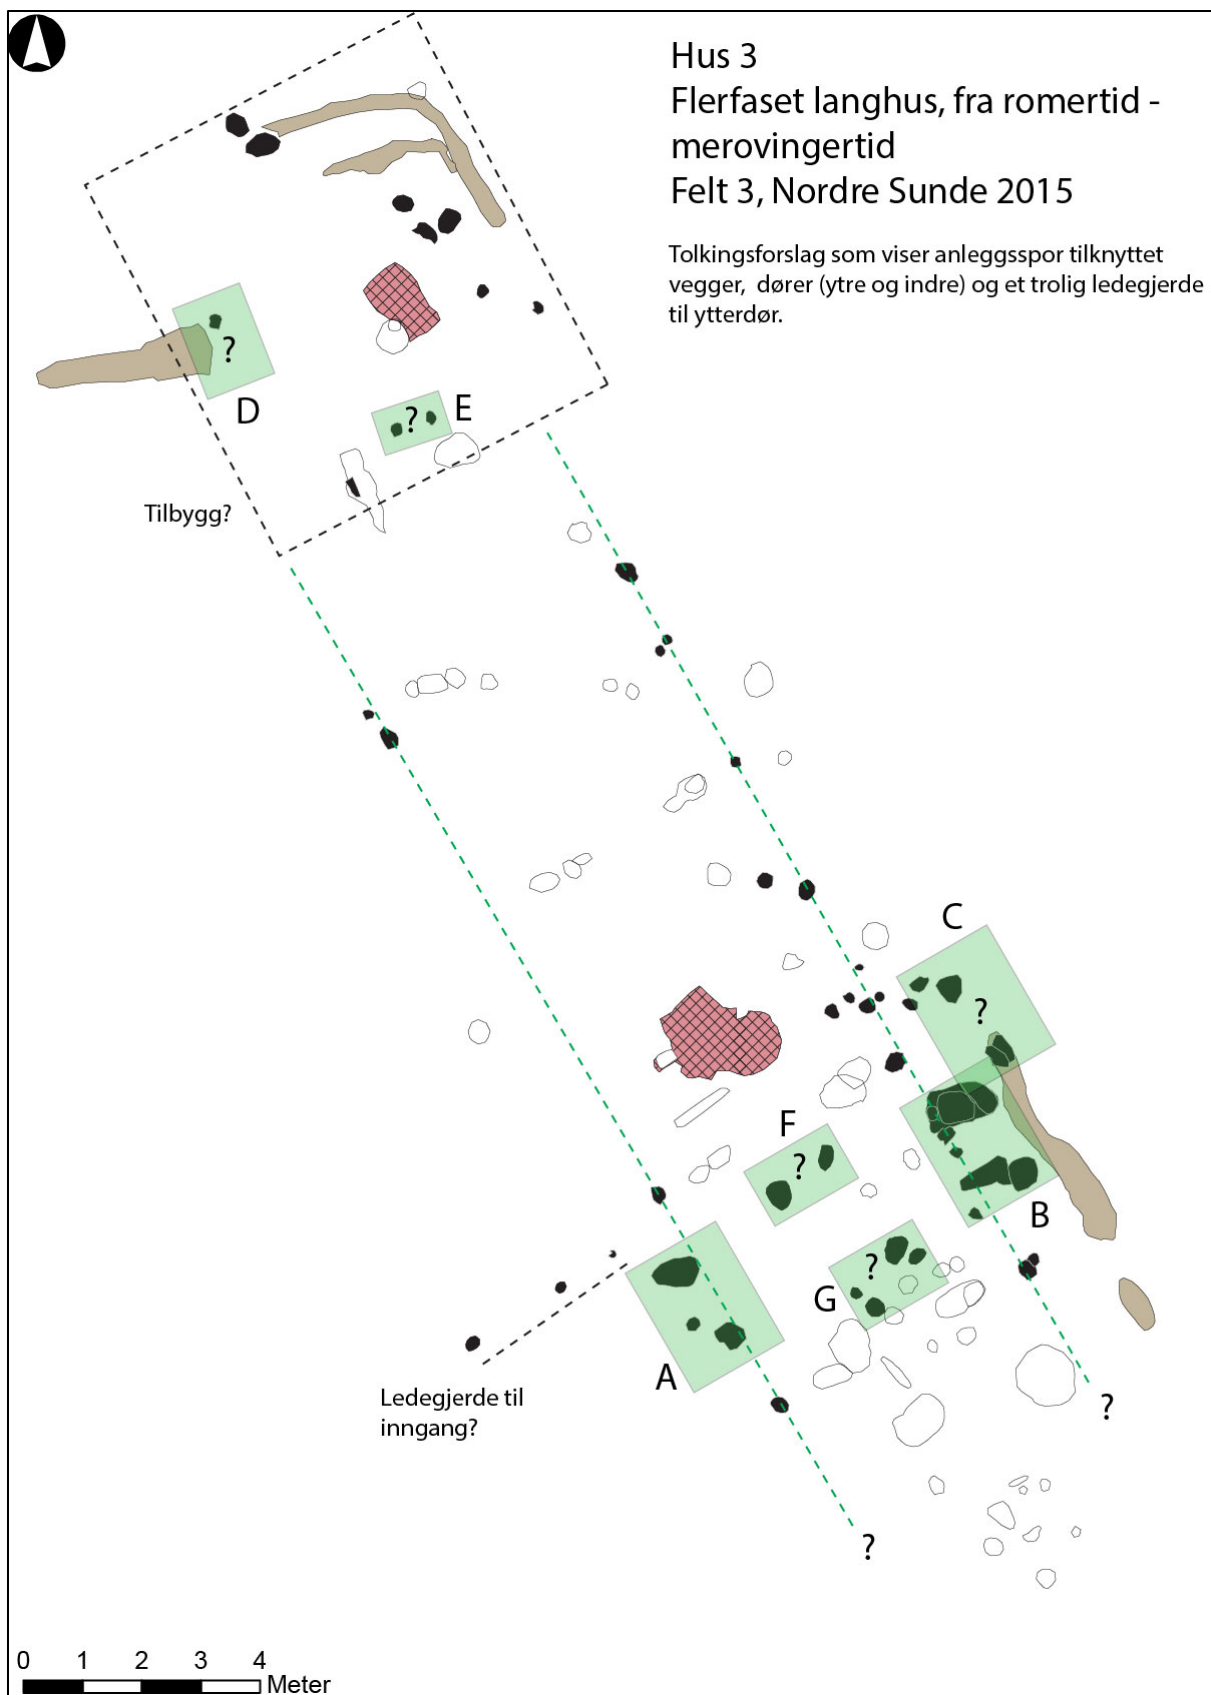 Hus 3
Flerfaset langhus, fra romertid -
merovingertid
Felt 3, Nordre Sunde 2015
Tolkingsforslag som viser anleggsspor tilknyttet
vegger, dører (ytre og indre) og et trolig ledegjerde
til ytterdør.
?
D
?
E
Tilbygg?
C
?
F
?
B
?
G
A
Ledegjerde til
inngang?
?
?
0 1 2 3 4
Meter